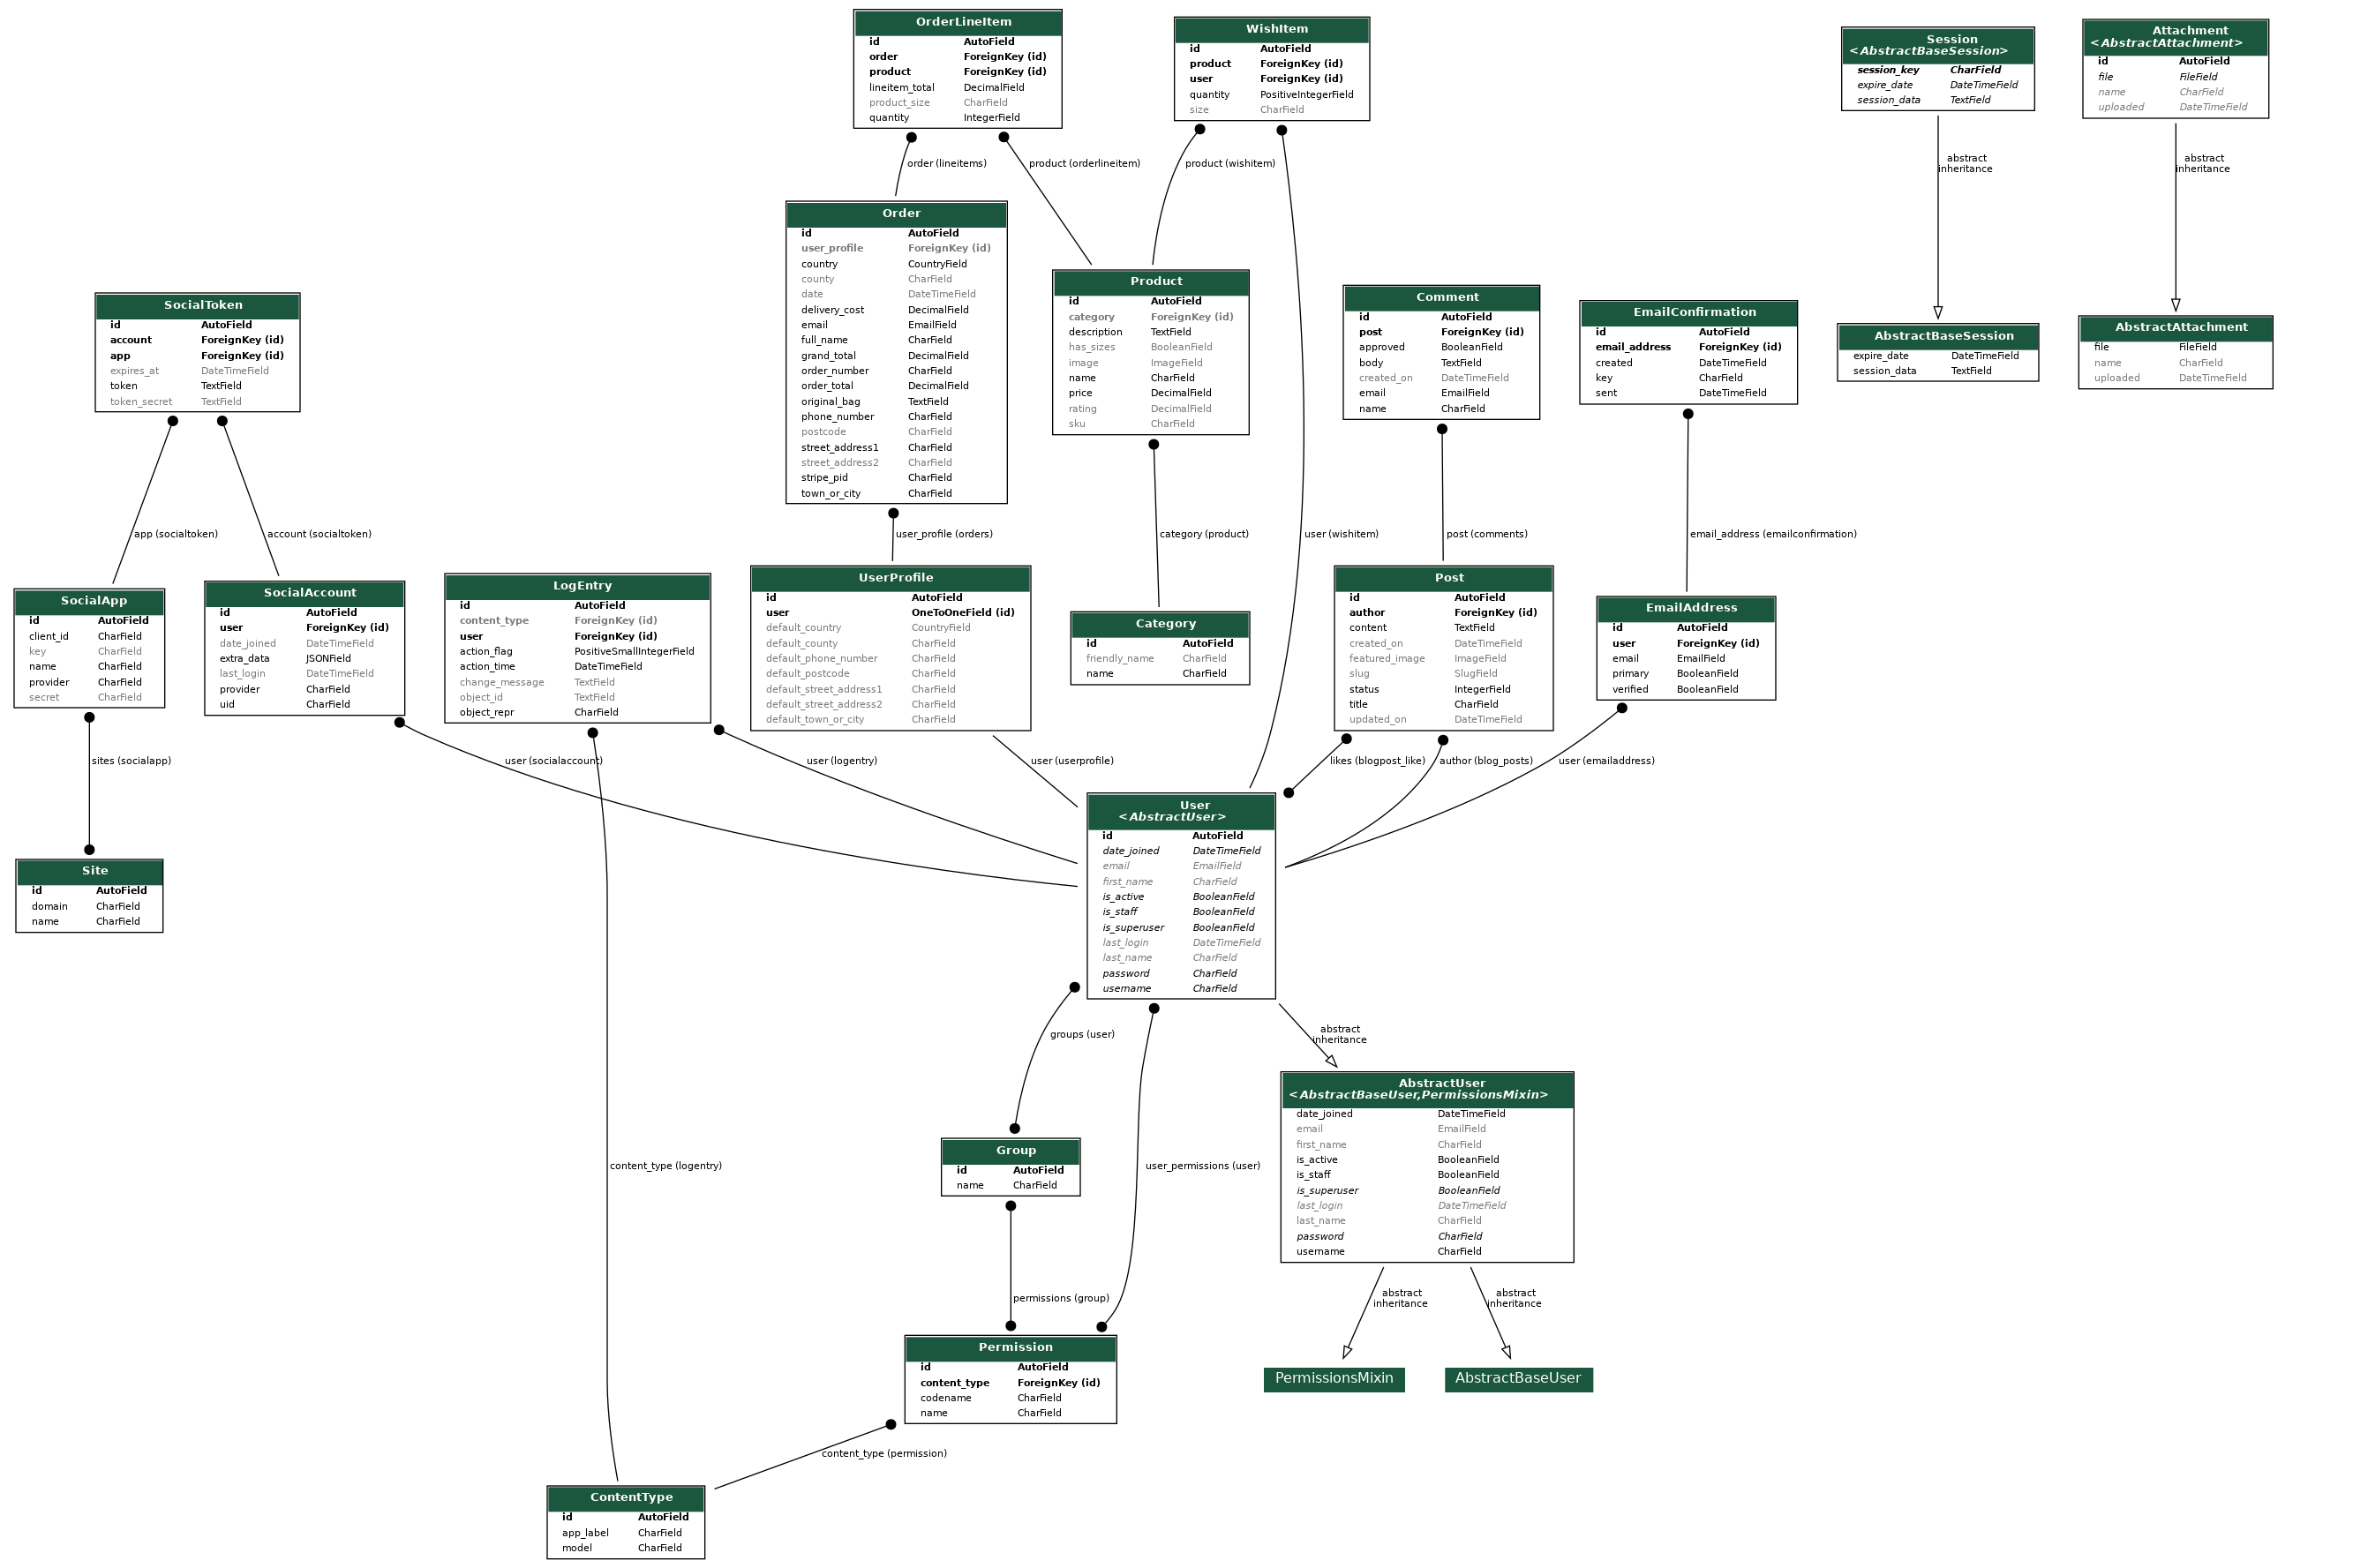 OrderLineItem
id AutoField
order ForeignKey (id)
product ForeignKey (id)
lineitem_total DecimalField
product_size CharField
quantity IntegerField
WishItem
id AutoField
product ForeignKey (id)
user ForeignKey (id)
quantity PositiveIntegerField
size CharField
Session
<AbstractBaseSession>
session_key CharField
expire_date DateTimeField
session_data TextField
Attachment
<AbstractAttachment>
id AutoField
file FileField
name CharField
uploaded DateTimeField
order (lineitems)
product (orderlineitem)
product (wishitem)
abstract
inheritance
abstract
inheritance
Order
id AutoField
user_profile ForeignKey (id)
country CountryField
county CharField
date DateTimeField
delivery_cost DecimalField
email EmailField
full_name CharField
grand_total DecimalField
order_number CharField
order_total DecimalField
original_bag TextField
phone_number CharField
postcode CharField
street_address1 CharField
street_address2 CharField
stripe_pid CharField
town_or_city CharField
Product
id AutoField
category ForeignKey (id)
description TextField
has_sizes BooleanField
image ImageField
name CharField
price DecimalField
rating DecimalField
sku CharField
Comment
id AutoField
post ForeignKey (id)
approved BooleanField
body TextField
created_on DateTimeField
email EmailField
name CharField
EmailConfirmation
id AutoField
email_address ForeignKey (id)
created DateTimeField
key CharField
sent DateTimeField
AbstractBaseSession
expire_date DateTimeField
session_data TextField
AbstractAttachment
file FileField
name CharField
uploaded DateTimeField
SocialToken
id AutoField
account ForeignKey (id)
app ForeignKey (id)
expires_at DateTimeField
token TextField
token_secret TextField
app (socialtoken)
account (socialtoken)
user_profile (orders)
category (product)
user (wishitem)
post (comments)
email_address (emailconfirmation)
SocialApp
id AutoField
client_id CharField
key CharField
name CharField
provider CharField
secret CharField
SocialAccount
id AutoField
user ForeignKey (id)
date_joined DateTimeField
extra_data JSONField
last_login DateTimeField
provider CharField
uid CharField
LogEntry
id AutoField
content_type ForeignKey (id)
user ForeignKey (id)
action_flag PositiveSmallIntegerField
action_time DateTimeField
change_message TextField
object_id TextField
object_repr CharField
UserProfile
id AutoField
user OneToOneField (id)
default_country CountryField
default_county CharField
default_phone_number CharField
default_postcode CharField
default_street_address1 CharField
default_street_address2 CharField
default_town_or_city CharField
Category
id AutoField
friendly_name CharField
name CharField
Post
id AutoField
author ForeignKey (id)
content TextField
created_on DateTimeField
featured_image ImageField
slug SlugField
status IntegerField
title CharField
updated_on DateTimeField
EmailAddress
id AutoField
user ForeignKey (id)
email EmailField
primary BooleanField
verified BooleanField
sites (socialapp)
user (socialaccount)
user (logentry)
user (userprofile)
likes (blogpost_like)
author (blog_posts)
user (emailaddress)
Site
id AutoField
domain CharField
name CharField
User
<AbstractUser>
id AutoField
date_joined DateTimeField
email EmailField
first_name CharField
is_active BooleanField
is_staff BooleanField
is_superuser BooleanField
last_login DateTimeField
last_name CharField
password CharField
username CharField
groups (user)
abstract
inheritance
content_type (logentry)
user_permissions (user)
Group
id AutoField
name CharField
AbstractUser
<AbstractBaseUser,PermissionsMixin>
date_joined DateTimeField
email EmailField
first_name CharField
is_active BooleanField
is_staff BooleanField
is_superuser BooleanField
last_login DateTimeField
last_name CharField
password CharField
username CharField
permissions (group)
abstract
inheritance
abstract
inheritance
Permission
id AutoField
content_type ForeignKey (id)
codename CharField
name CharField
PermissionsMixin
AbstractBaseUser
content_type (permission)
ContentType
id AutoField
app_label CharField
model CharField